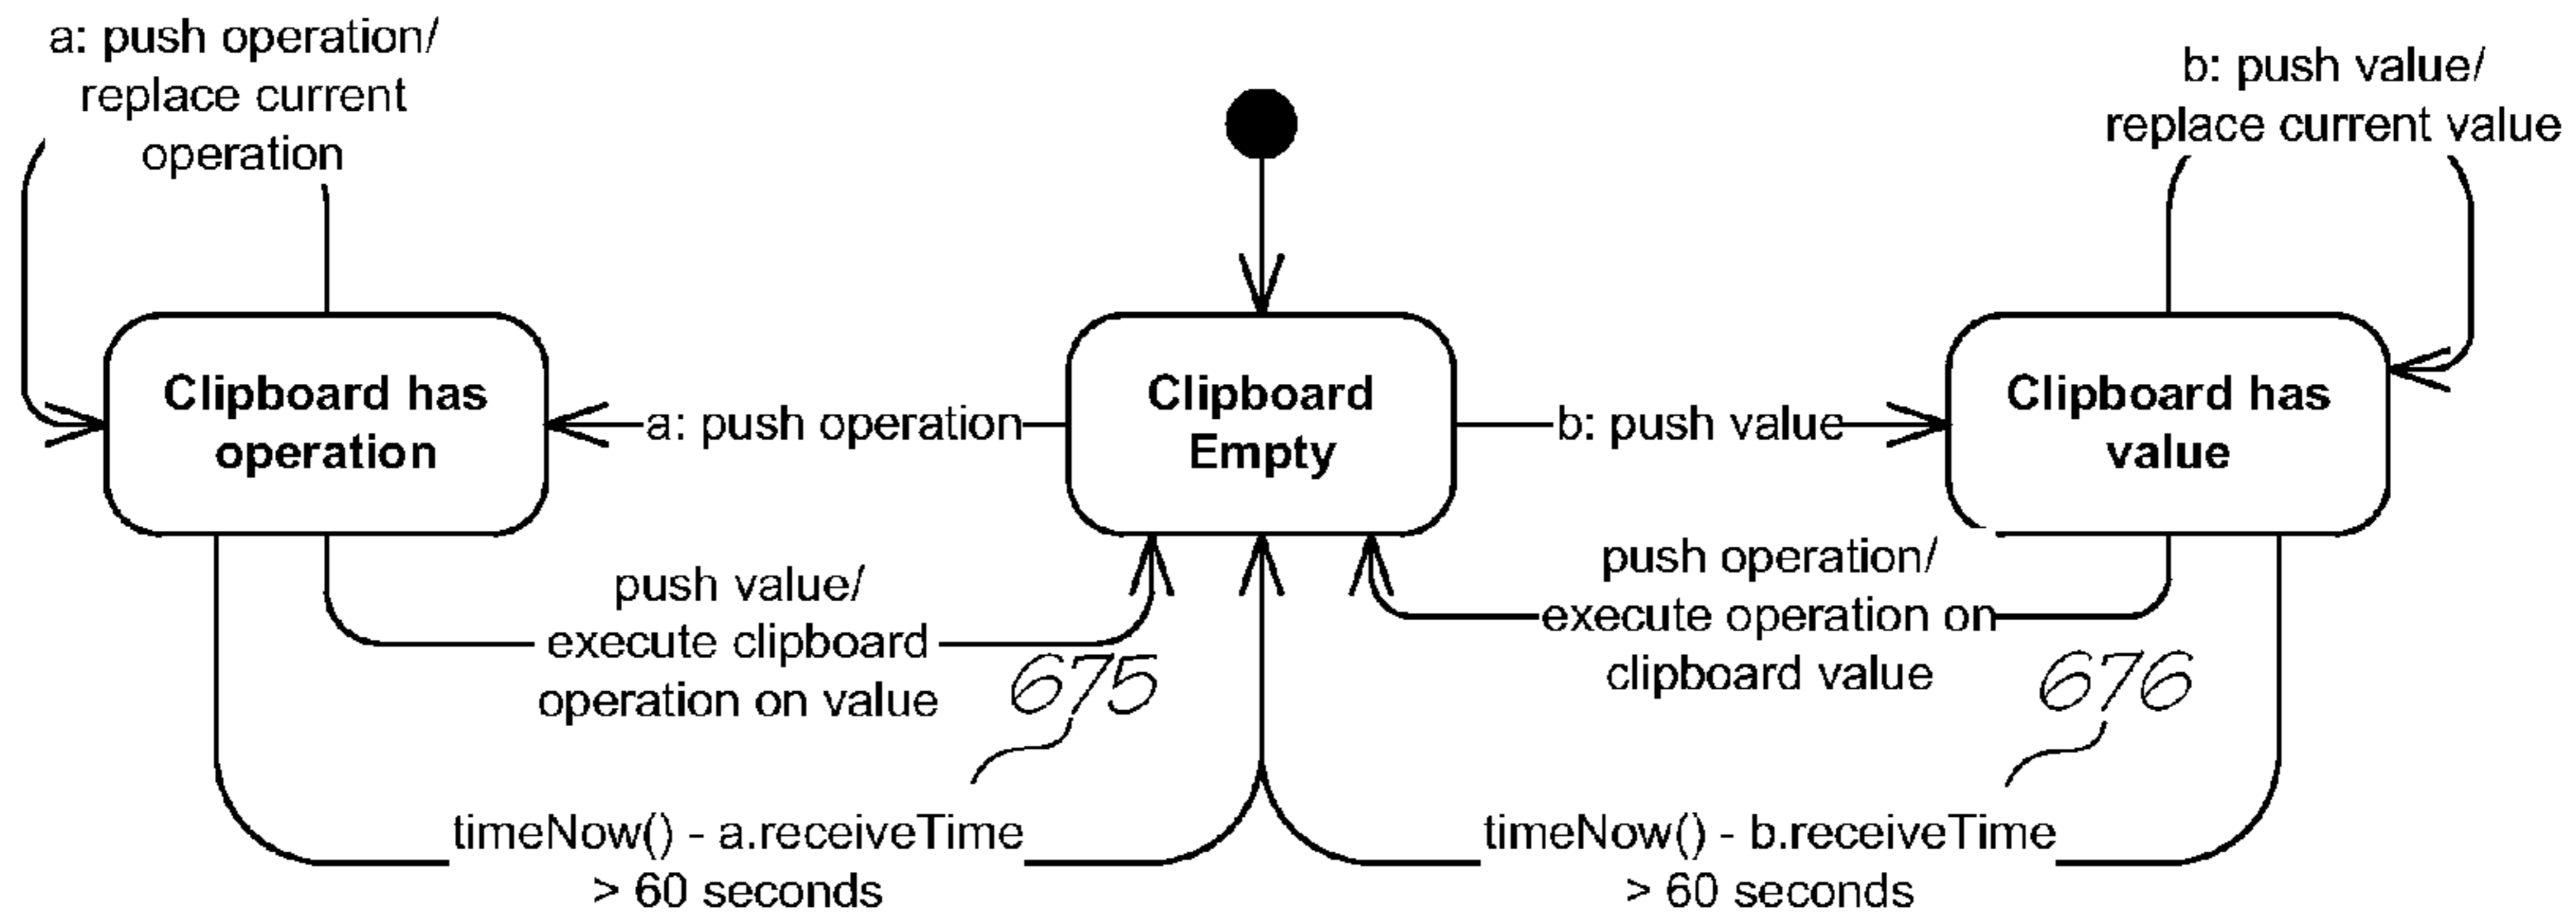 a: push operation/
replace current
operation
b: push value/
replace current value
Clipboard has
operation
a: push operation
Clipboard
Empty
b: push value
Clipboard has
value
push value/
execute clipboard
operation on value
675
push operation/
execute operation on
clipboard value
676
timeNow() - a.receiveTime
> 60 seconds
timeNow() - b.receiveTime
> 60 seconds